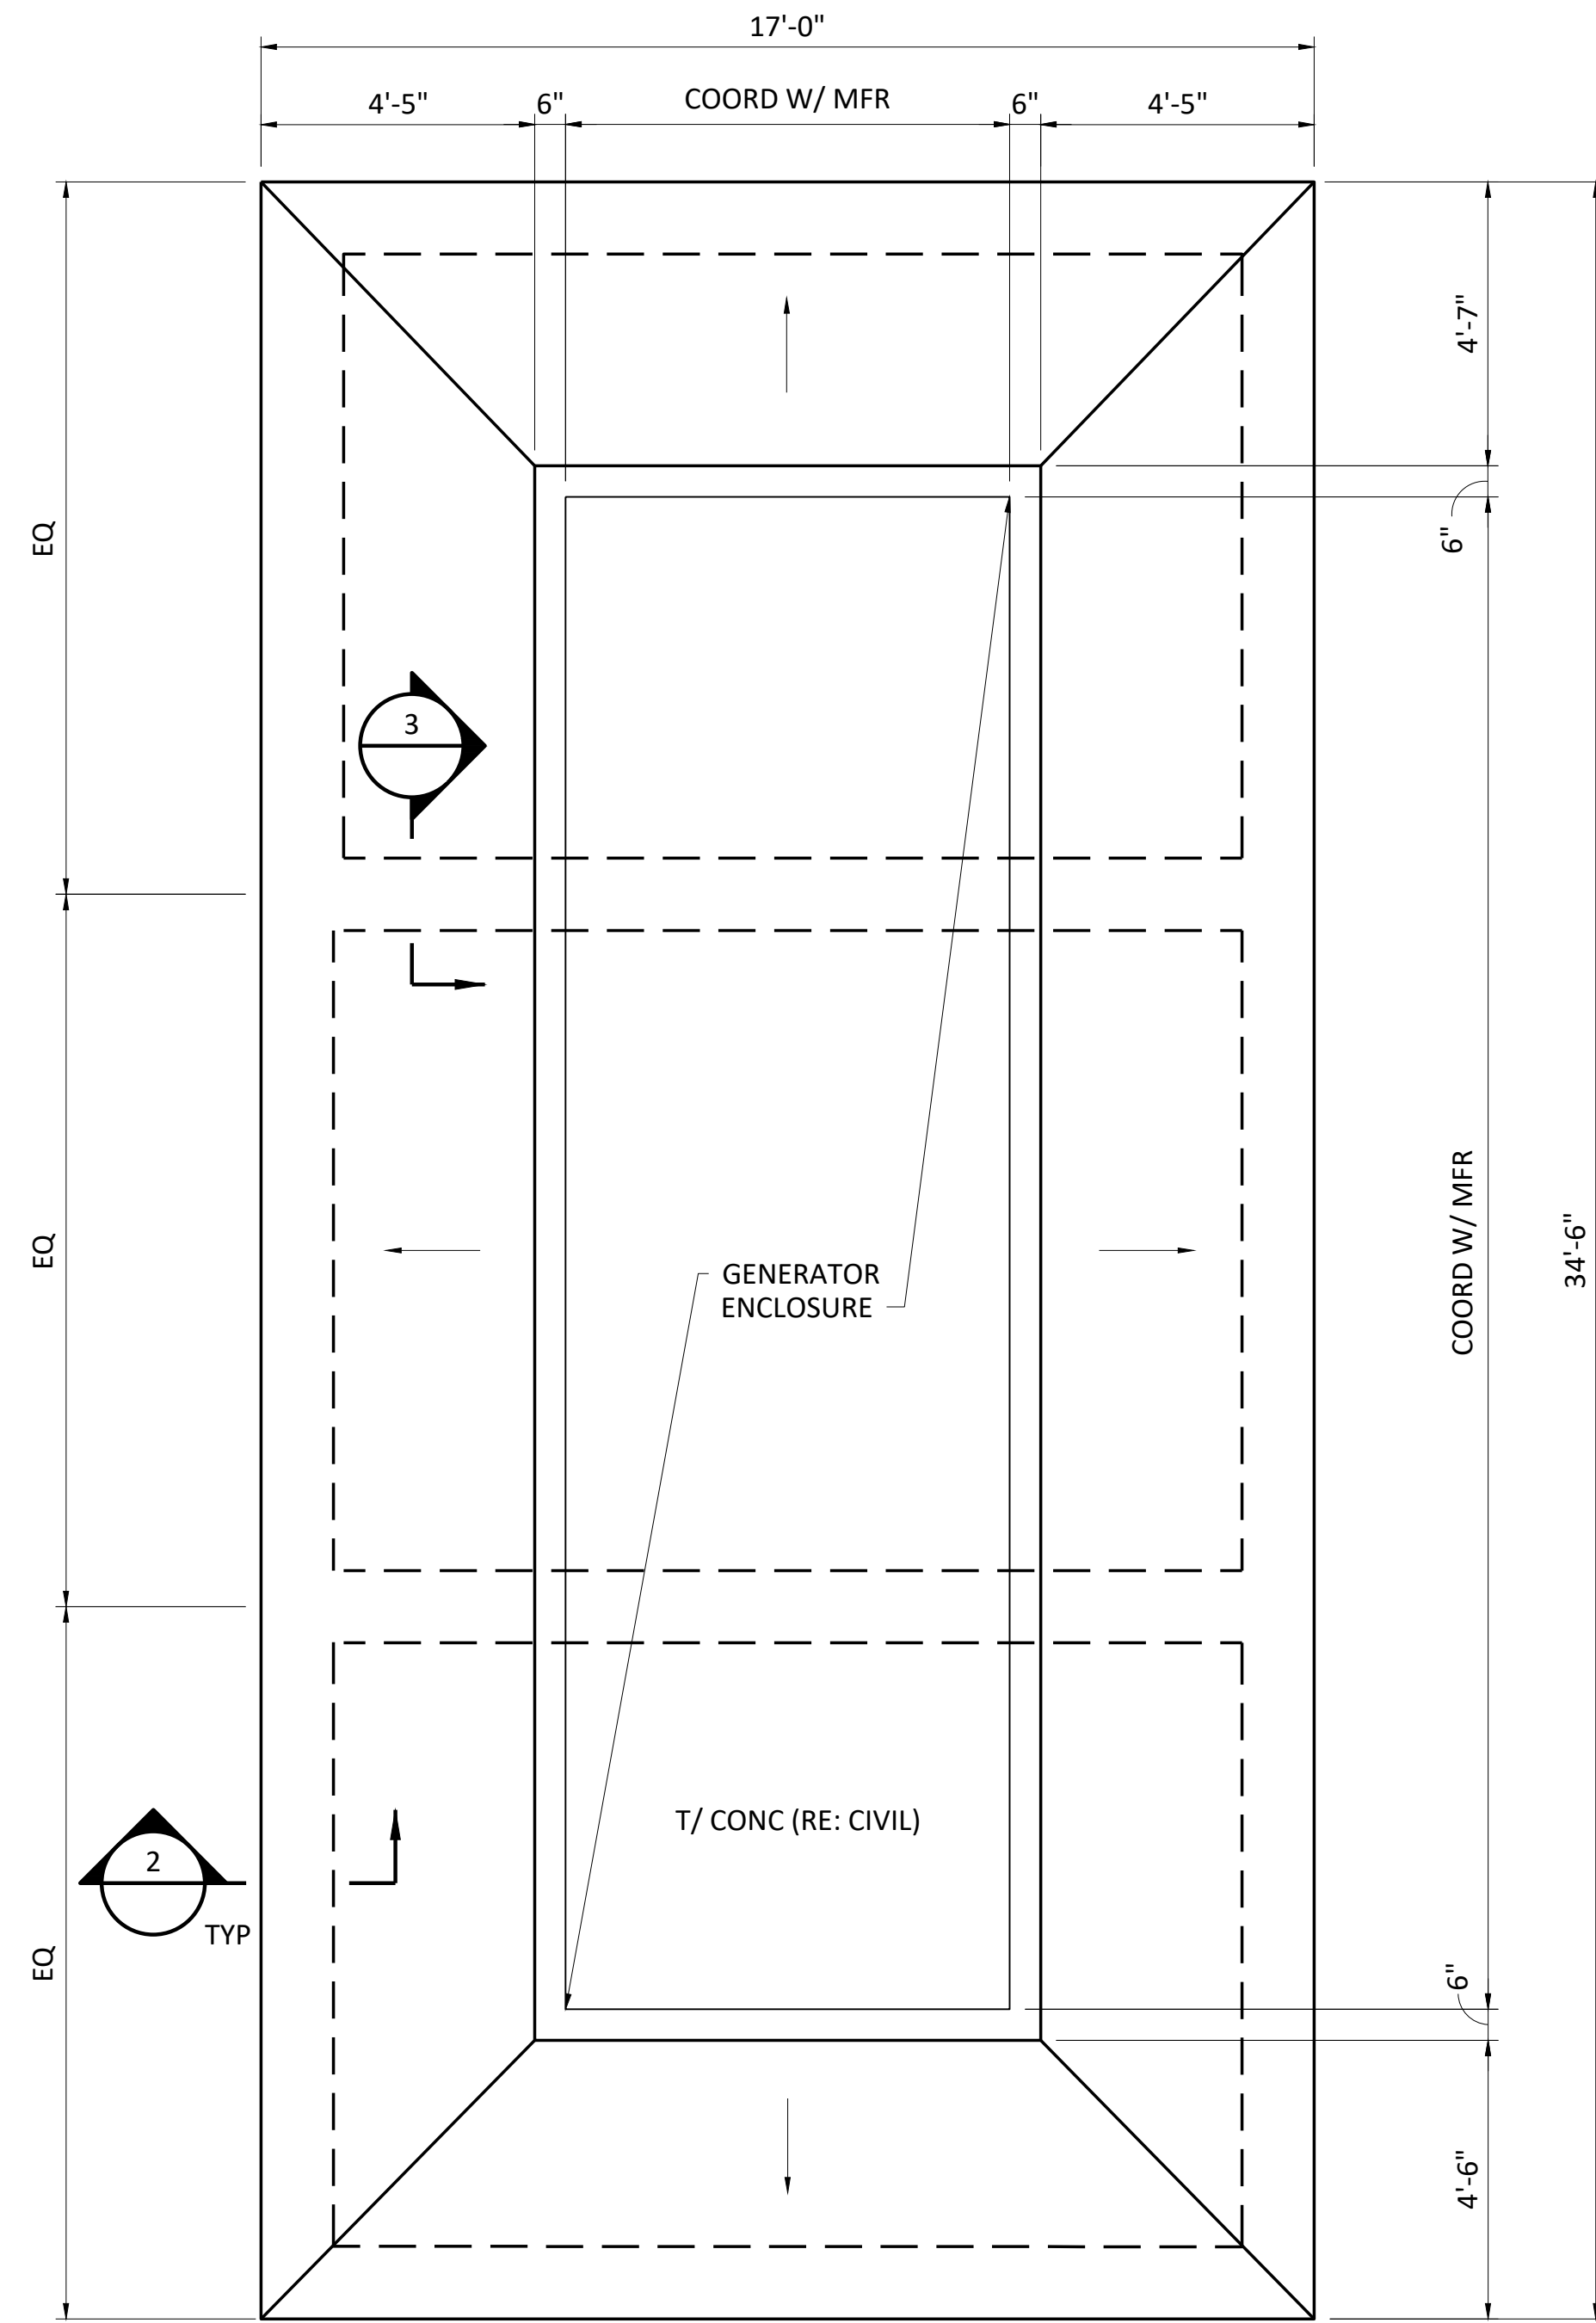 17'-0"
4'-5"
6"
COORD W/ MFR
6"
4'-5"
4'-7"
6"
EQ
3
EQ
COORD W/ MFR
34'-6"
GENERATOR
ENCLOSURE
T/ CONC (RE: CIVIL)
2
TYP
EQ
6"
4'-6"